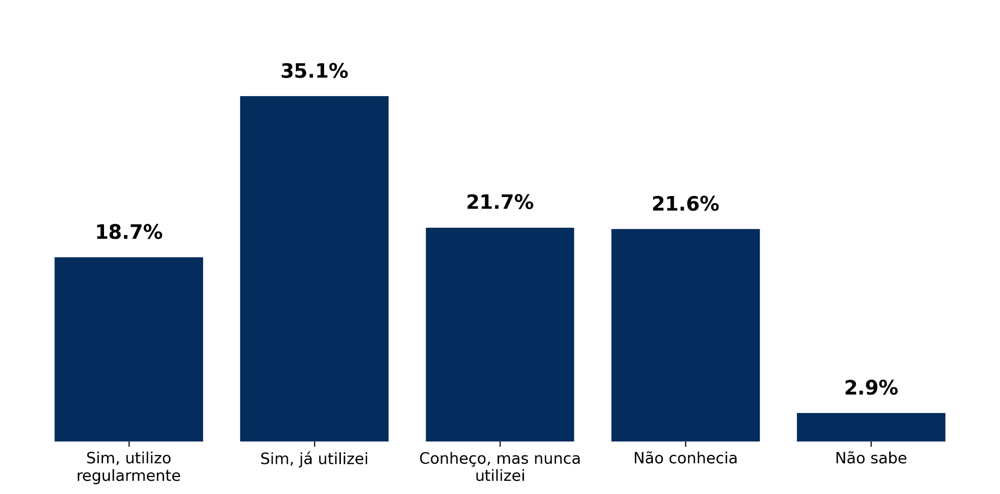 35.1%
21.7%
21.6%
18.7%
2.9%
Sim, utilizo
regularmente
Sim, já utilizei
Conheço, mas nunca
utilizei
Não conhecia
Não sabe